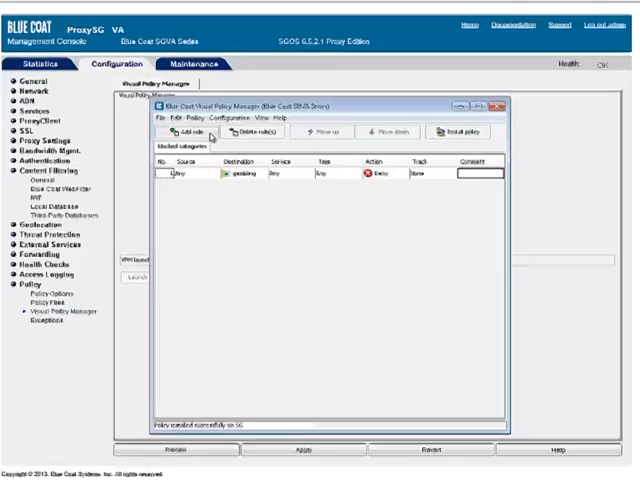 BLUE COAT ProxySG VA
Home Documentation Support Log out admin
Management Console Blue Coat SGVA Series SGOS 6.5.2.1 Proxy Edition
Statistics Configuration Maintenance Health: OK
General
Network
ADN
Services
ProxyClient
SSL
Proxy Settings
Bandwidth Mgmt.
Authentication
Content Filtering
General
Blue Coat WebFilter
IWF
Local Database
Third-Party Databases
Geolocation
Threat Protection
External Services
Forwarding
Health Checks
Access Logging
Policy
Policy Options
Policy Files
Visual Policy Manager
Exceptions
Visual Policy Manager
Visual Policy Manager
Blue Coat Visual Policy Manager (Blue Coat SGVA Series)
File Edit Policy Configuration View Help
Add rule Delete rule(s) Move up Move down Install policy
blocked categories
No. Source Destination Service Time Action Track Comment
1 Any gambling Any Any Deny None
VPM launch
Launch
Policy installed successfully on SG
Preview Apply Revert Help
Copyright © 2013, Blue Coat Systems, Inc. All rights reserved.